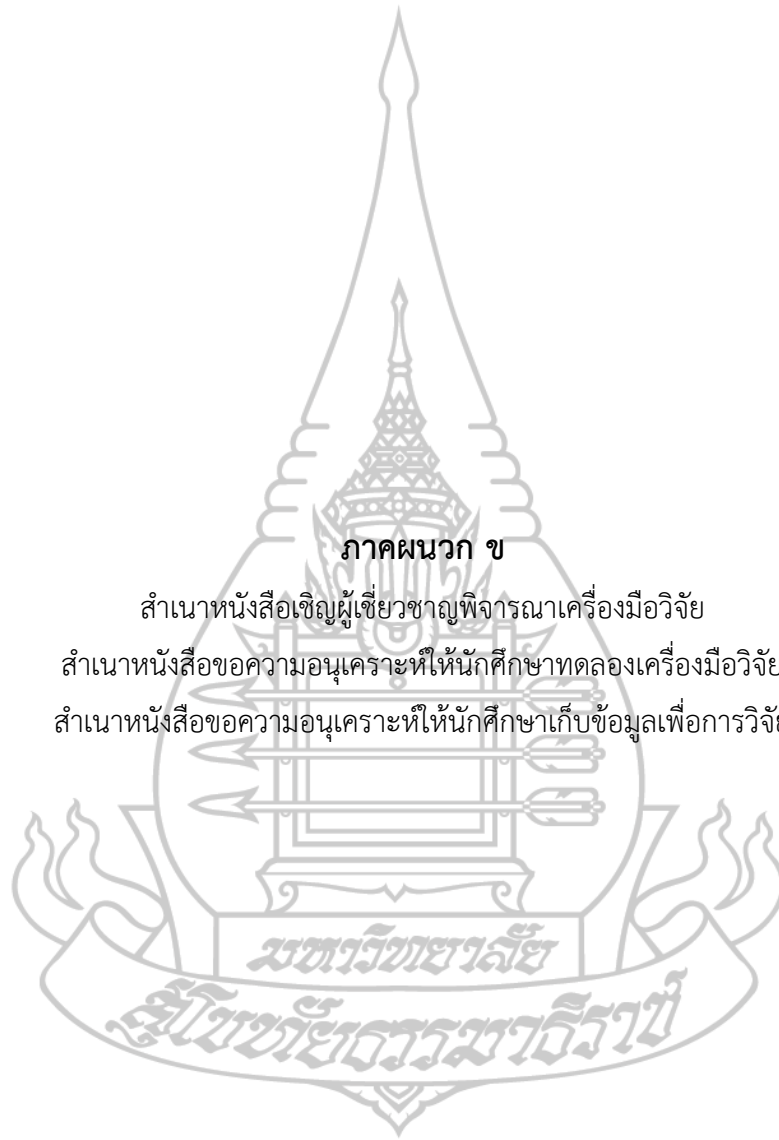 ภาคผนวก ข
สำเนาหนังสือเชิญผู้เชี่ยวชาญพิจารณาเครื่องมือวิจัย
สำเนาหนังสือขอความอนุเคราะห์ให้นักศึกษาทดลองเครื่องมือวิจัย
สำเนาหนังสือขอความอนุเคราะห์ให้นักศึกษาเก็บข้อมูลเพื่อการวิจัย
มหาวิทยาลัย
สุโขทัยธรรมาธิราช